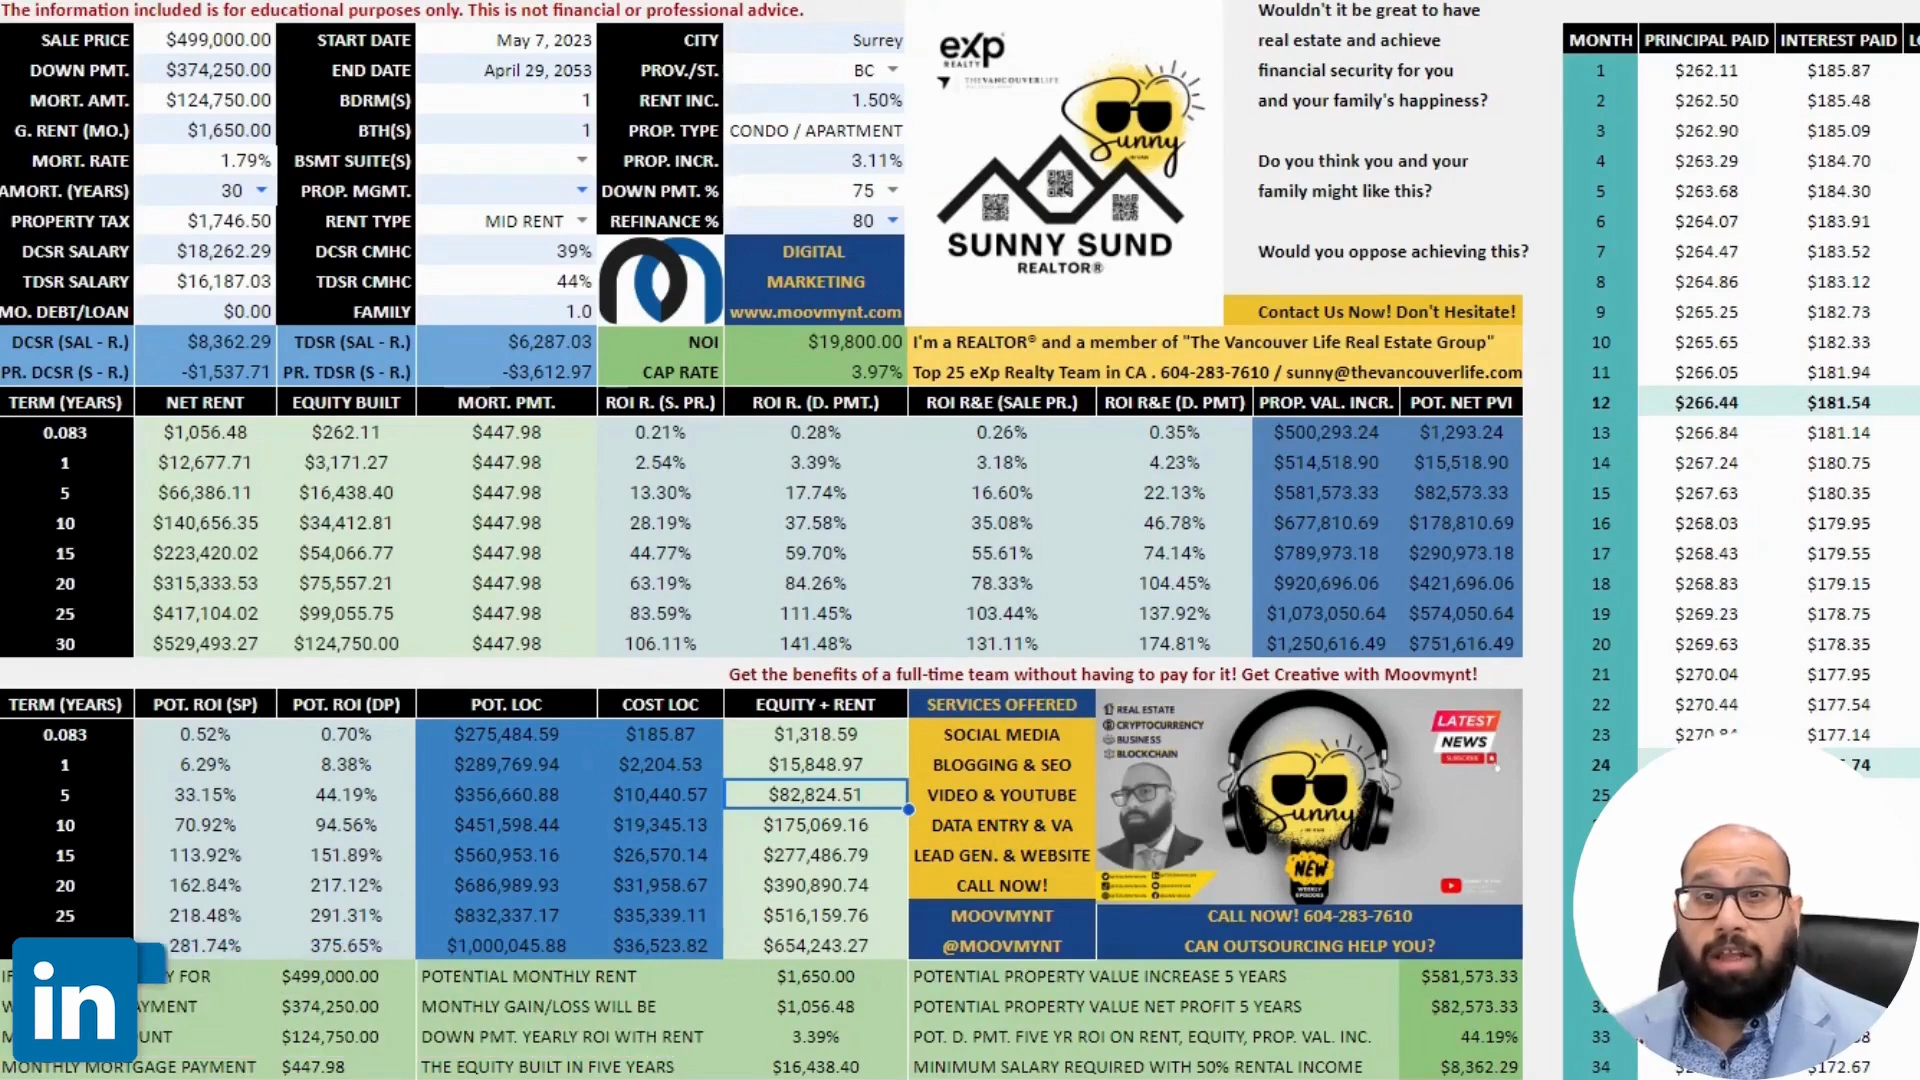 The information included is for educational purposes only. This is not financial or professional advice.
SALE PRICE $499,000.00 START DATE May 7, 2023 CITY Surrey
DOWN PMT. $374,250.00 END DATE April 29, 2053 PROV./ST. BC
MORT. AMT. $124,750.00 BDRM(S) 1 RENT INC. 1.50%
G. RENT (MO.) $1,650.00 BTH(S) 1 PROP. TYPE CONDO / APARTMENT
MORT. RATE 1.79% BSMT SUITE(S) PROP. INCR. 3.11%
AMORT. (YEARS) 30 PROP. MGMT. DOWN PMT. % 75
PROPERTY TAX $1,746.50 RENT TYPE MID RENT REFINANCE % 80
DCSR SALARY $18,262.29 DCSR CMHC 39% DIGITAL
TDSR SALARY $16,187.03 TDSR CMHC 44% MARKETING
MO. DEBT/LOAN $0.00 FAMILY 1.0 www.moovmynt.com
DCSR (SAL - R.) $8,362.29 TDSR (SAL - R.) $6,287.03 NOI $19,800.00
PR. DCSR (S - R.) -$1,537.71 PR. TDSR (S - R.) -$3,612.97 CAP RATE 3.97%
exp
REALTY
THEVANCOUVERLIFE
Sunny
IN VAN
SUNNY SUND
REALTOR®
Wouldn't it be great to have
real estate and achieve
financial security for you
and your family's happiness?
Do you think you and your
family might like this?
Would you oppose achieving this?
Contact Us Now! Don't Hesitate!
I'm a REALTOR® and a member of "The Vancouver Life Real Estate Group"
Top 25 eXp Realty Team in CA . 604-283-7610 / sunny@thevancouverlife.com
TERM (YEARS) NET RENT EQUITY BUILT MORT. PMT. ROI R. (S. PR.) ROI R. (D. PMT.) ROI R&E (SALE PR.) ROI R&E (D. PMT) PROP. VAL. INCR. POT. NET PVI
0.083 $1,056.48 $262.11 $447.98 0.21% 0.28% 0.26% 0.35% $500,293.24 $1,293.24
1 $12,677.71 $3,171.27 $447.98 2.54% 3.39% 3.18% 4.23% $514,518.90 $15,518.90
5 $66,386.11 $16,438.40 $447.98 13.30% 17.74% 16.60% 22.13% $581,573.33 $82,573.33
10 $140,656.35 $34,412.81 $447.98 28.19% 37.58% 35.08% 46.78% $677,810.69 $178,810.69
15 $223,420.02 $54,066.77 $447.98 44.77% 59.70% 55.61% 74.14% $789,973.18 $290,973.18
20 $315,333.53 $75,557.21 $447.98 63.19% 84.26% 78.33% 104.45% $920,696.06 $421,696.06
25 $417,104.02 $99,055.75 $447.98 83.59% 111.45% 103.44% 137.92% $1,073,050.64 $574,050.64
30 $529,493.27 $124,750.00 $447.98 106.11% 141.48% 131.11% 174.81% $1,250,616.49 $751,616.49
Get the benefits of a full-time team without having to pay for it! Get Creative with Moovmynt!
TERM (YEARS) POT. ROI (SP) POT. ROI (DP) POT. LOC COST LOC EQUITY + RENT SERVICES OFFERED
0.083 0.52% 0.70% $275,484.59 $185.87 $1,318.59 SOCIAL MEDIA
1 6.29% 8.38% $289,769.94 $2,204.53 $15,848.97 BLOGGING & SEO
5 33.15% 44.19% $356,660.88 $10,440.57 $82,824.51 VIDEO & YOUTUBE
10 70.92% 94.56% $451,598.44 $19,345.13 $175,069.16 DATA ENTRY & VA
15 113.92% 151.89% $560,953.16 $26,570.14 $277,486.79 LEAD GEN. & WEBSITE
20 162.84% 217.12% $686,989.93 $31,958.67 $390,890.74 CALL NOW!
25 218.48% 291.31% $832,337.17 $35,339.11 $516,159.76 MOOVMYNT
281.74% 375.65% $1,000,045.88 $36,523.82 $654,243.27 @MOOVMYNT
REAL ESTATE
CRYPTOCURRENCY
BUSINESS
BLOCKCHAIN
LATEST
NEWS
SUBSCRIBE
Sunny
NEW
WEEKLY
EPISODES
CALL NOW! 604-283-7610
CAN OUTSOURCING HELP YOU?
Y FOR $499,000.00 POTENTIAL MONTHLY RENT $1,650.00 POTENTIAL PROPERTY VALUE INCREASE 5 YEARS $581,573.33
AYMENT $374,250.00 MONTHLY GAIN/LOSS WILL BE $1,056.48 POTENTIAL PROPERTY VALUE NET PROFIT 5 YEARS $82,573.33
UNT $124,750.00 DOWN PMT. YEARLY ROI WITH RENT 3.39% POT. D. PMT. FIVE YR ROI ON RENT, EQUITY, PROP. VAL. INC. 44.19%
MONTHLY MORTGAGE PAYMENT $447.98 THE EQUITY BUILT IN FIVE YEARS $16,438.40 MINIMUM SALARY REQUIRED WITH 50% RENTAL INCOME $8,362.29
in
MONTH PRINCIPAL PAID INTEREST PAID
1 $262.11 $185.87
2 $262.50 $185.48
3 $262.90 $185.09
4 $263.29 $184.70
5 $263.68 $184.30
6 $264.07 $183.91
7 $264.47 $183.52
8 $264.86 $183.12
9 $265.25 $182.73
10 $265.65 $182.33
11 $266.05 $181.94
12 $266.44 $181.54
13 $266.84 $181.14
14 $267.24 $180.75
15 $267.63 $180.35
16 $268.03 $179.95
17 $268.43 $179.55
18 $268.83 $179.15
19 $269.23 $178.75
20 $269.63 $178.35
21 $270.04 $177.95
22 $270.44 $177.54
23 $177.14
24 .74
25
33
34 $172.67